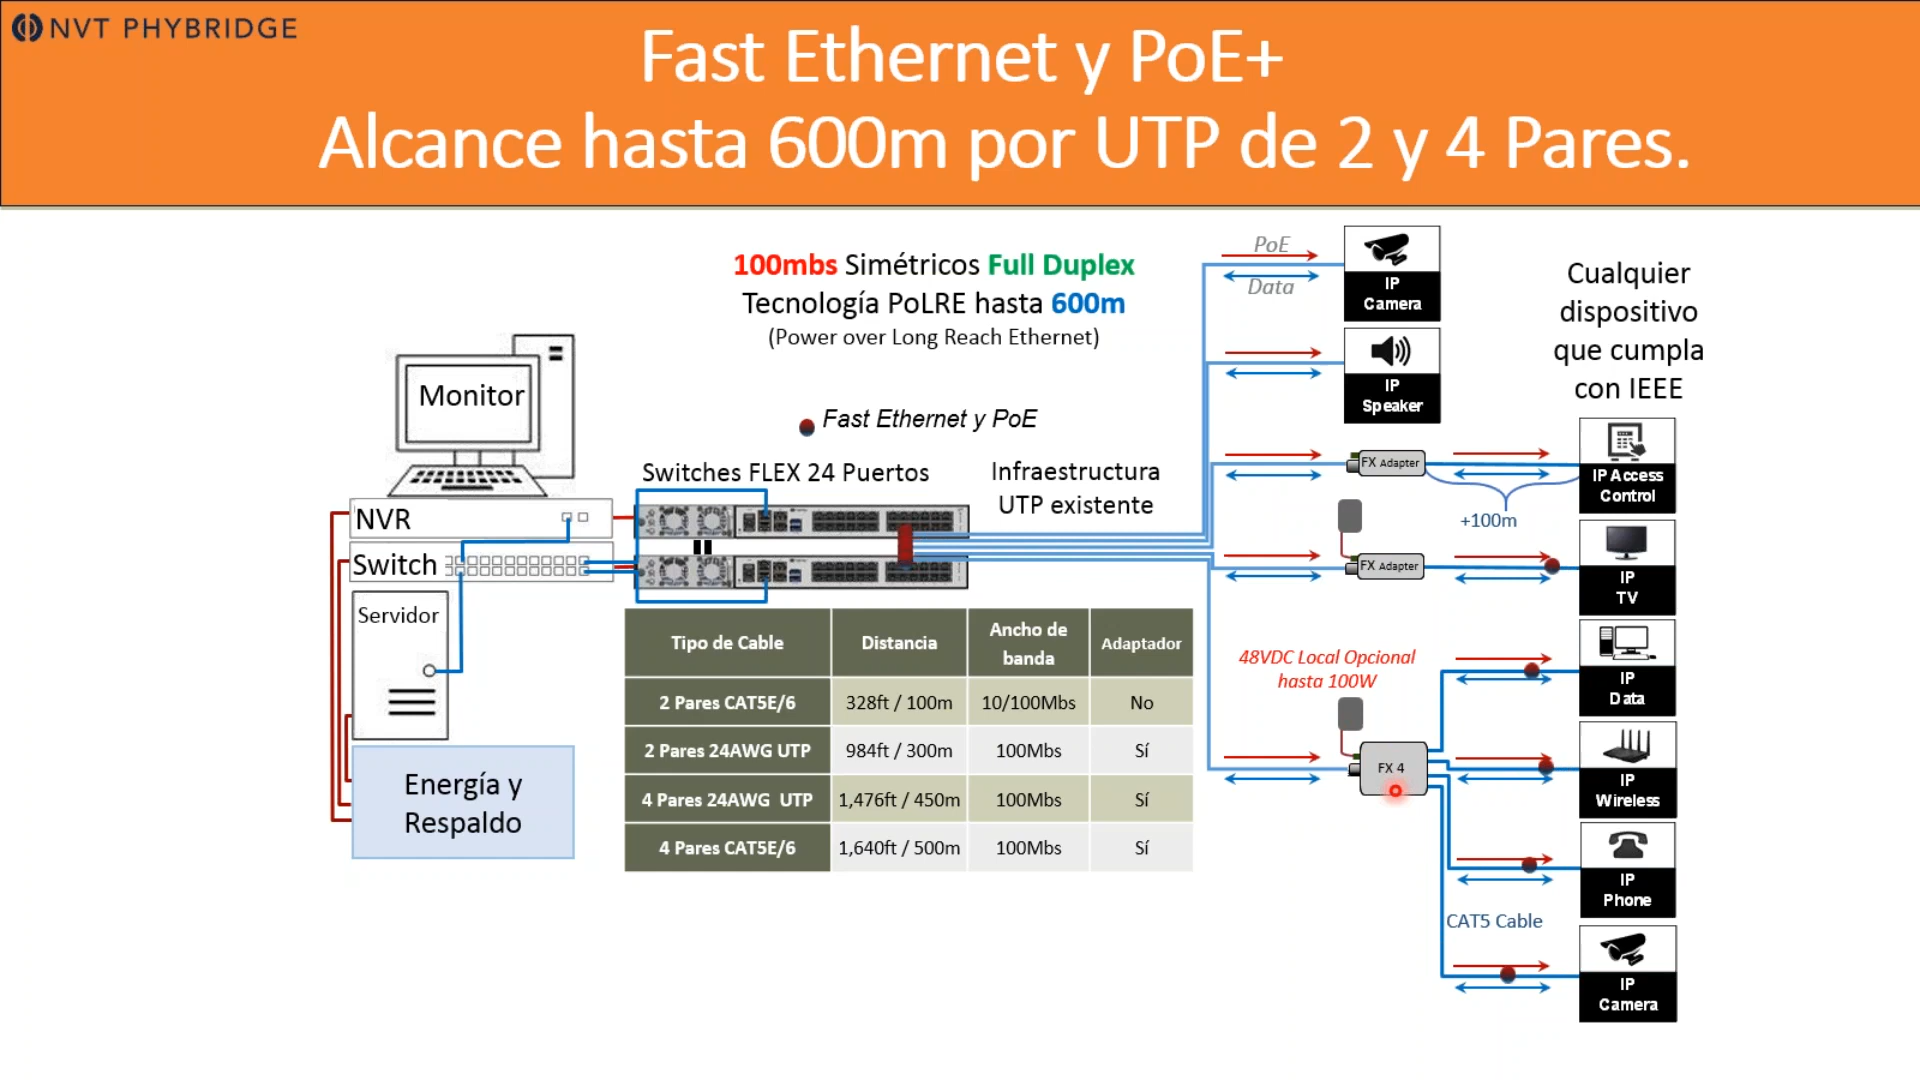 NVT PHYBRIDGE
Fast Ethernet y PoE+
Alcance hasta 600m por UTP de 2 y 4 Pares.
100mbs Simétricos Full Duplex
Tecnología PoLRE hasta 600m
(Power over Long Reach Ethernet)
Fast Ethernet y PoE
Switches FLEX 24 Puertos
Infraestructura
UTP existente
Monitor
NVR
Switch
Servidor
Energía y
Respaldo
Tipo de Cable
Distancia
Ancho de
banda
Adaptador
2 Pares CAT5E/6
328ft / 100m
10/100Mbs
No
2 Pares 24AWG UTP
984ft / 300m
100Mbs
Sí
4 Pares 24AWG UTP
1,476ft / 450m
100Mbs
Sí
4 Pares CAT5E/6
1,640ft / 500m
100Mbs
Sí
PoE
Data
IP
Camera
IP
Speaker
Cualquier
dispositivo
que cumpla
con IEEE
FX Adapter
+100m
IP Access
Control
FX Adapter
IP
TV
48VDC Local Opcional
hasta 100W
FX 4
IP
Data
IP
Wireless
IP
Phone
CAT5 Cable
IP
Camera